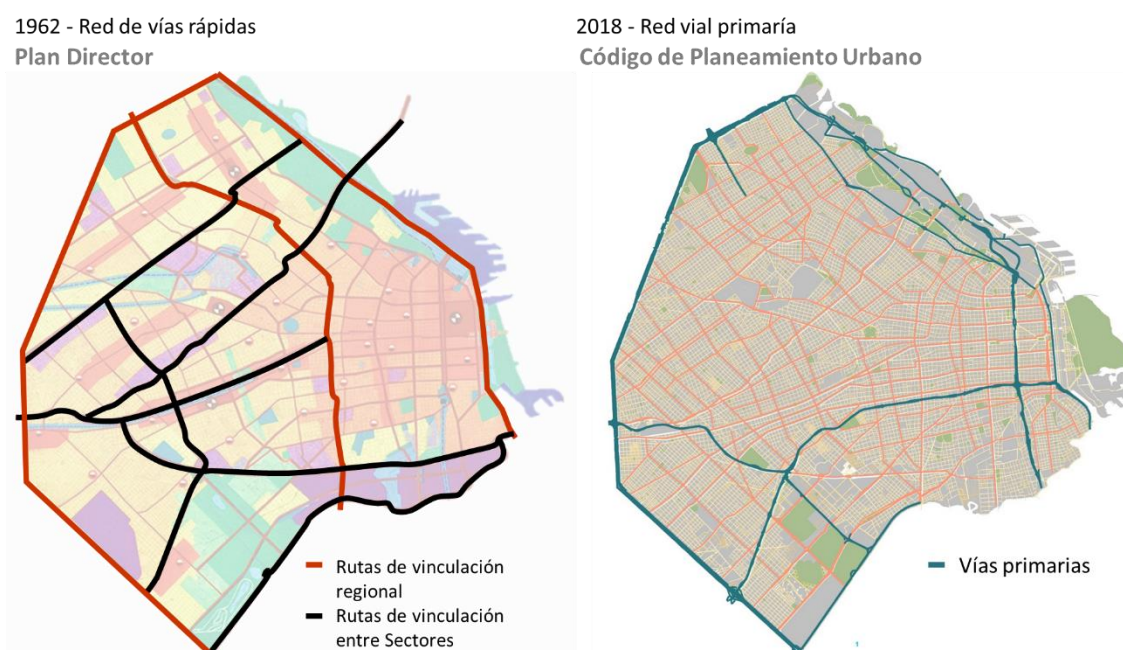 1962 - Red de vías rápidas
Plan Director
Rutas de vinculación
regional
Rutas de vinculación
entre Sectores
2018 - Red vial primaría
Código de Planeamiento Urbano
Vías primarias
1